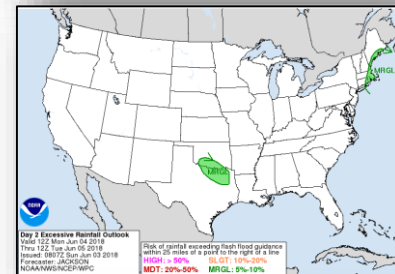 MRGL
MRGL
NOAA
Day 2 Excessive Rainfall Outlook
Valid 12Z Mon Jun 04 2018
Thru 12Z Tue Jun 05 2018
Issued: 0807Z Sun Jun 03 2018
Forecaster: JACKSON
NOAA/NWS/NCEP/WPC
Risk of rainfall exceeding flash flood guidance
within 25 miles of a point to the right of a line
HIGH: > 50% SLGT: 10%-20%
MDT: 20%-50% MRGL: 5%-10%